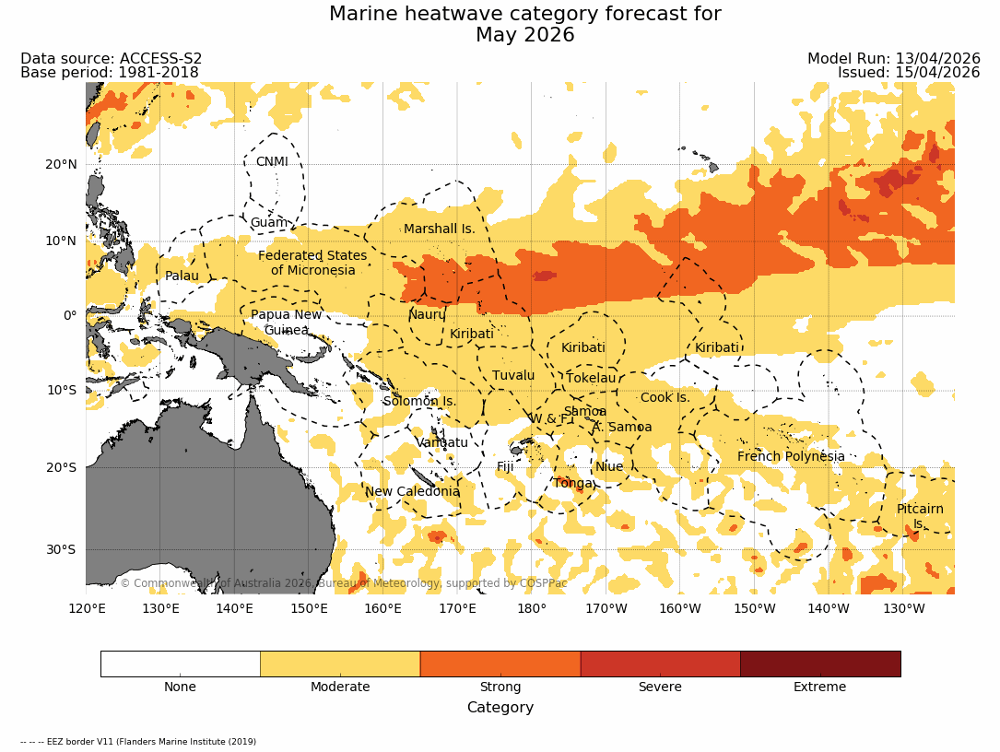 Marine heatwave category forecast for
May 2026
Data source: ACCESS-S2
Base period: 1981-2018
Model Run: 13/04/2026
Issued: 15/04/2026
20°N
10°N
0°
10°S
20°S
30°S
CNMI
Guam
Marshall Is.
Federated States
of Micronesia
Palau
Papua New
Guinea
Nauru
Kiribati
Kiribati
Kiribati
Tuvalu
Tokelau
Cook Is.
Solomon Is.
Samoa
W & F
A. Samoa
Vanuatu
French Polynesia
Fiji
Niue
Tonga
New Caledonia
Pitcairn
Is.
© Commonwealth of Australia 2026, Bureau of Meteorology, supported by COSPPac
120°E 130°E 140°E 150°E 160°E 170°E 180° 170°W 160°W 150°W 140°W 130°W
None Moderate Strong Severe Extreme
Category
-- -- -- EEZ border V11 (Flanders Marine Institute (2019)